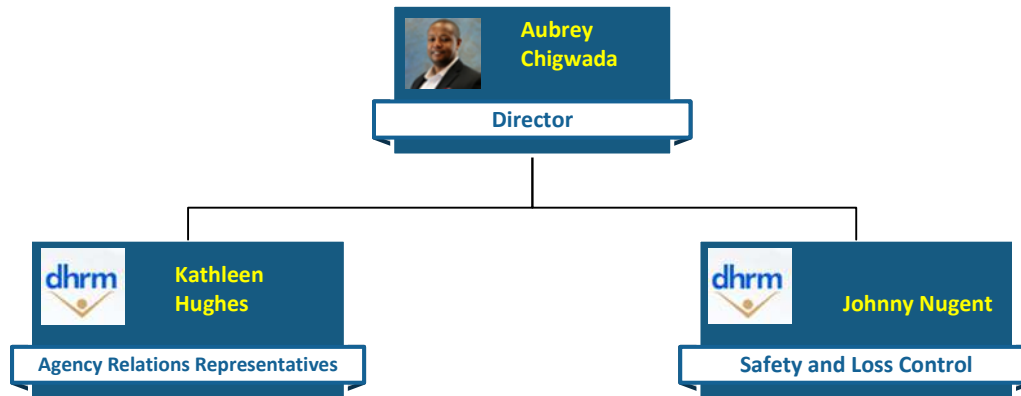 Aubrey
Chigwada
Director
dhrm
Kathleen
Hughes
Agency Relations Representatives
dhrm
Johnny Nugent
Safety and Loss Control